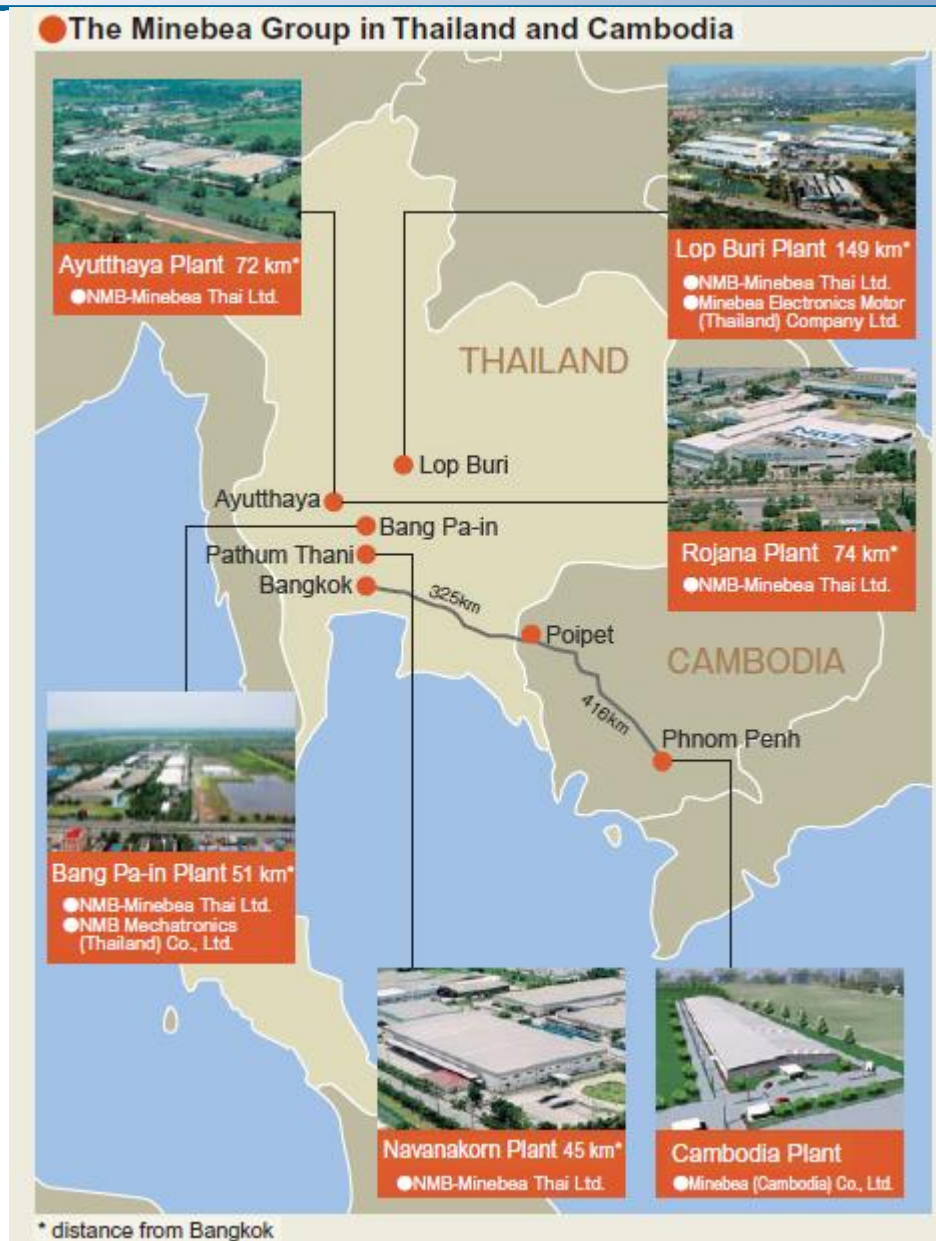 The Minebea Group in Thailand and Cambodia
Ayutthaya Plant 72 km*
NMB-Minebea Thai Ltd.
Lop Buri Plant 149 km*
NMB-Minebea Thai Ltd.
Minebea Electronics Motor
(Thailand) Company Ltd.
THAILAND
NMB
Lop Buri
Ayutthaya
Bang Pa-in
Pathum Thani
Bangkok
325km
Rojana Plant 74 km*
NMB-Minebea Thai Ltd.
Poipet
CAMBODIA
416km
Phnom Penh
Bang Pa-in Plant 51 km*
NMB-Minebea Thai Ltd.
NMB Mechatronics
(Thailand) Co., Ltd.
Navanakorn Plant 45 km*
NMB-Minebea Thai Ltd.
Cambodia Plant
Minebea (Cambodia) Co., Ltd.
* distance from Bangkok